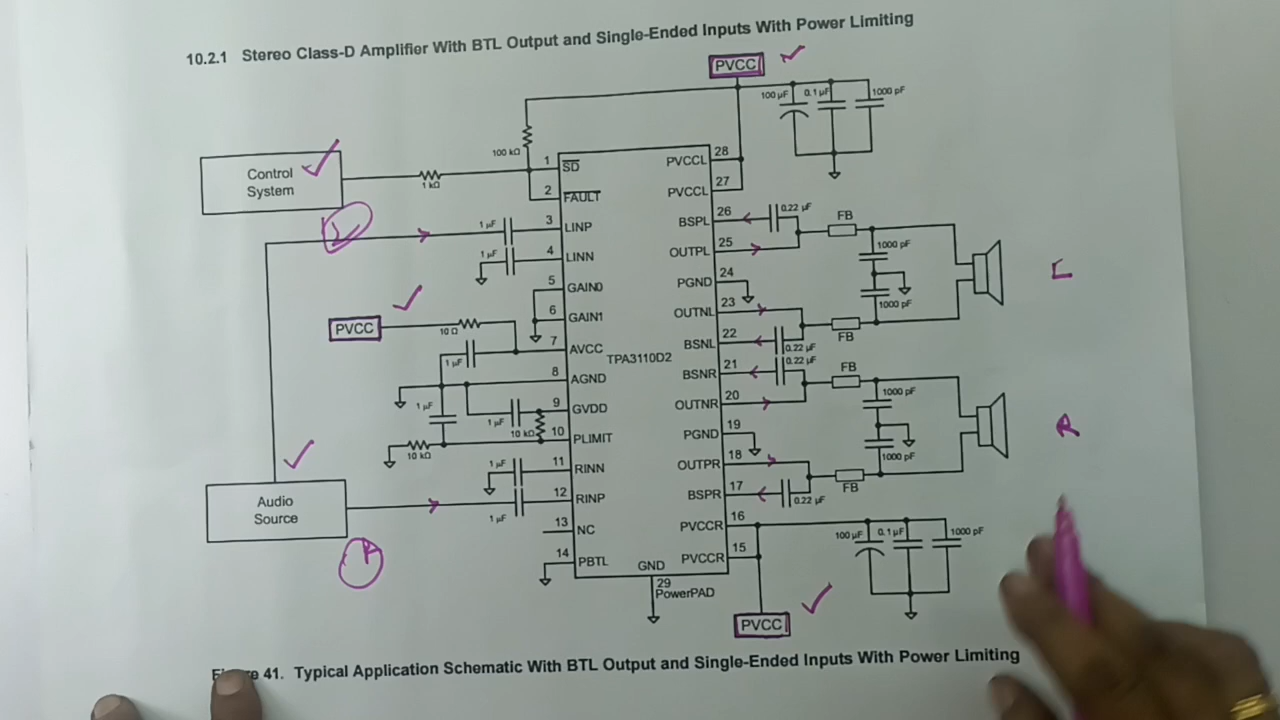 10.2.1 Stereo Class-D Amplifier With BTL Output and Single-Ended Inputs With Power Limiting
PVCC
100 µF 0.1 µF 1000 pF
Control
System
100 kΩ
1 kΩ
1 SD
2 FAULT
L
1 µF
3 LINP
1 µF
4 LINN
5 GAIN0
6 GAIN1
PVCC
10 Ω
7 AVCC
1 µF
8 AGND
1 µF
9 GVDD
1 µF
10 kΩ
10 PLIMIT
10 kΩ
11 RINN
1 µF
12 RINP
1 µF
13 NC
14 PBTL
Audio
Source
R
TPA3110D2
GND
29
PowerPAD
PVCCL 28
PVCCL 27
BSPL 26
0.22 µF
FB
OUTPL 25
1000 pF
PGND 24
L
1000 pF
OUTNL 23
FB
BSNL 22
0.22 µF
BSNR 21
0.22 µF
FB
OUTNR 20
1000 pF
PGND 19
R
1000 pF
OUTPR 18
FB
BSPR 17
0.22 µF
PVCCR 16
PVCCR 15
100 µF 0.1 µF 1000 pF
PVCC
Figure 41. Typical Application Schematic With BTL Output and Single-Ended Inputs With Power Limiting